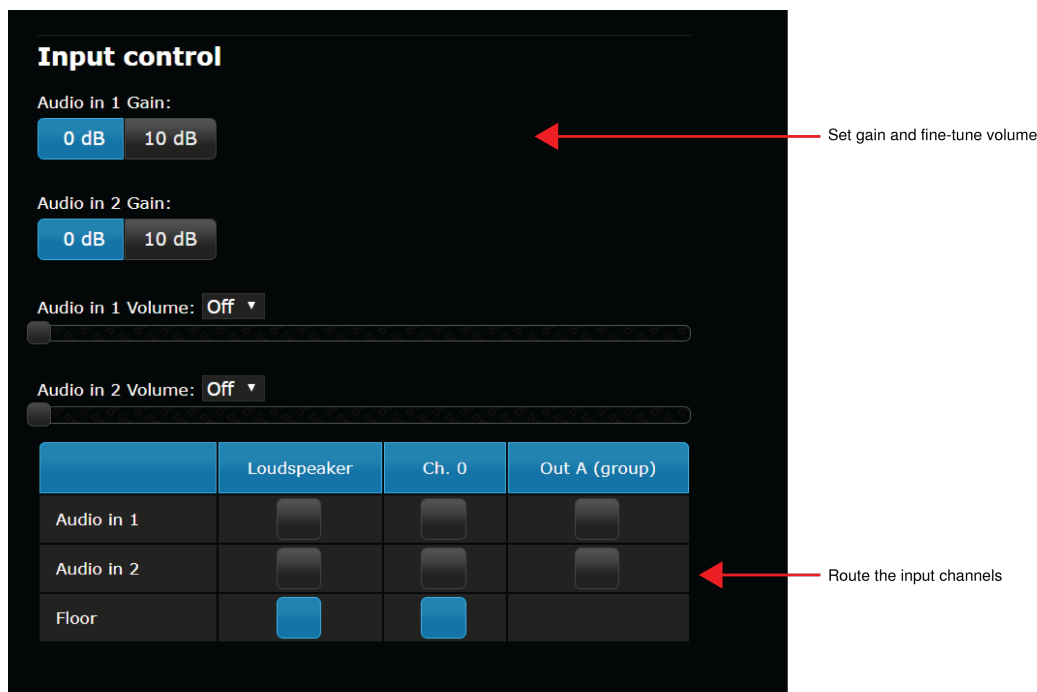 Input control
Audio in 1 Gain:
0 dB 10 dB
Set gain and fine-tune volume
Audio in 2 Gain:
0 dB 10 dB
Audio in 1 Volume: Off
Audio in 2 Volume: Off
Loudspeaker Ch. 0 Out A (group)
Audio in 1
Audio in 2
Route the input channels
Floor